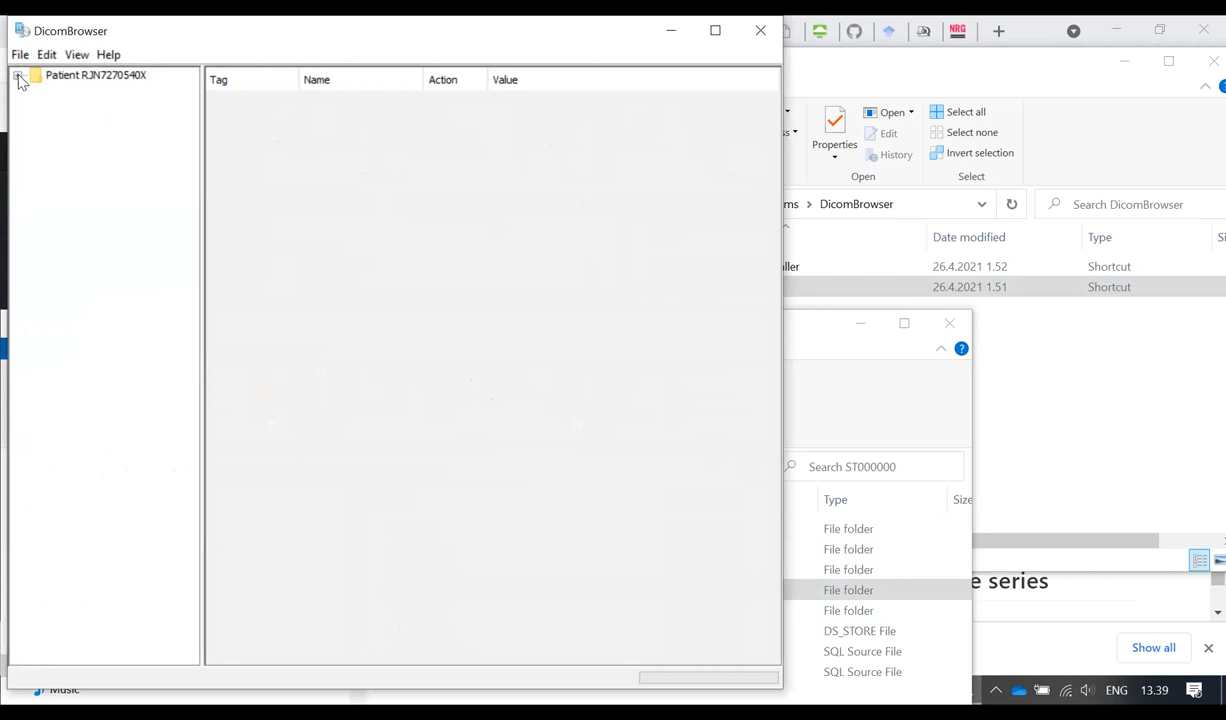 DicomBrowser
NRG
File Edit View Help
Patient RJN7270540X
Tag Name Action Value
Properties
Open
Edit
History
Select all
Select none
Invert selection
Open
Select
ms > DicomBrowser
Search DicomBrowser
Date modified Type
ller 26.4.2021 1.52 Shortcut
26.4.2021 1.51 Shortcut
Search ST000000
Type Size
File folder
File folder
File folder
File folder
File folder
DS_STORE File
SQL Source File
SQL Source File
e series
Show all
Music
ENG 13.39